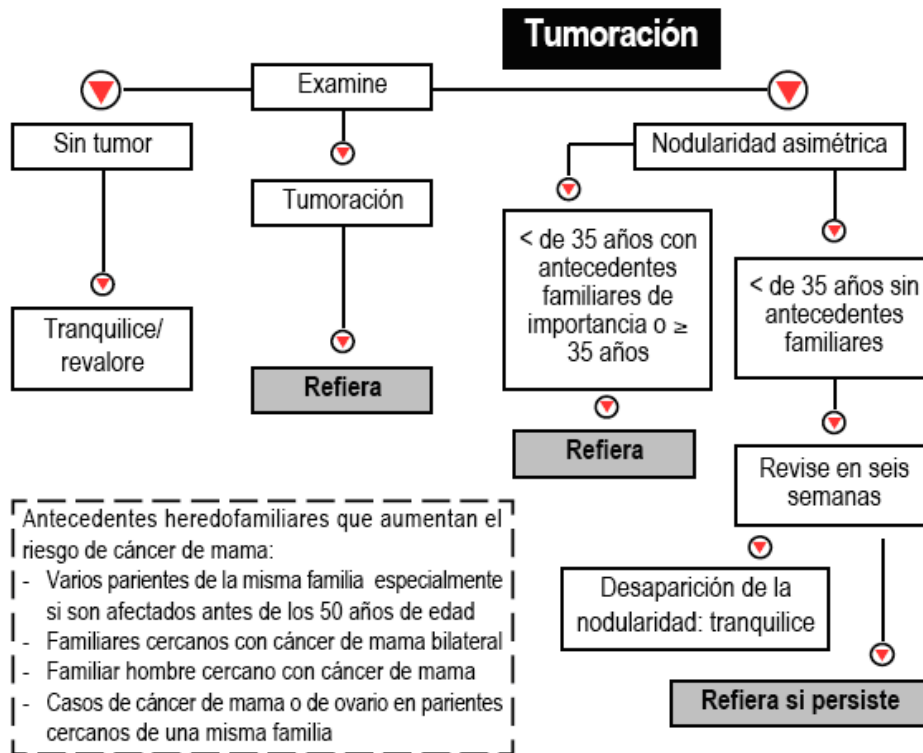 Tumoración
Examine
Sin tumor
Tumoración
Nodularidad asimétrica
Tranquilice/
revalore
Refiera
< de 35 años con
antecedentes
familiares de
importancia o ≥
35 años
Refiera
< de 35 años sin
antecedentes
familiares
Revise en seis
semanas
Desaparición de la
nodularidad: tranquilice
Refiera si persiste
Antecedentes heredofamiliares que aumentan el
riesgo de cáncer de mama:
- Varios parientes de la misma familia especialmente
si son afectados antes de los 50 años de edad
- Familiares cercanos con cáncer de mama bilateral
- Familiar hombre cercano con cáncer de mama
- Casos de cáncer de mama o de ovario en parientes
cercanos de una misma familia